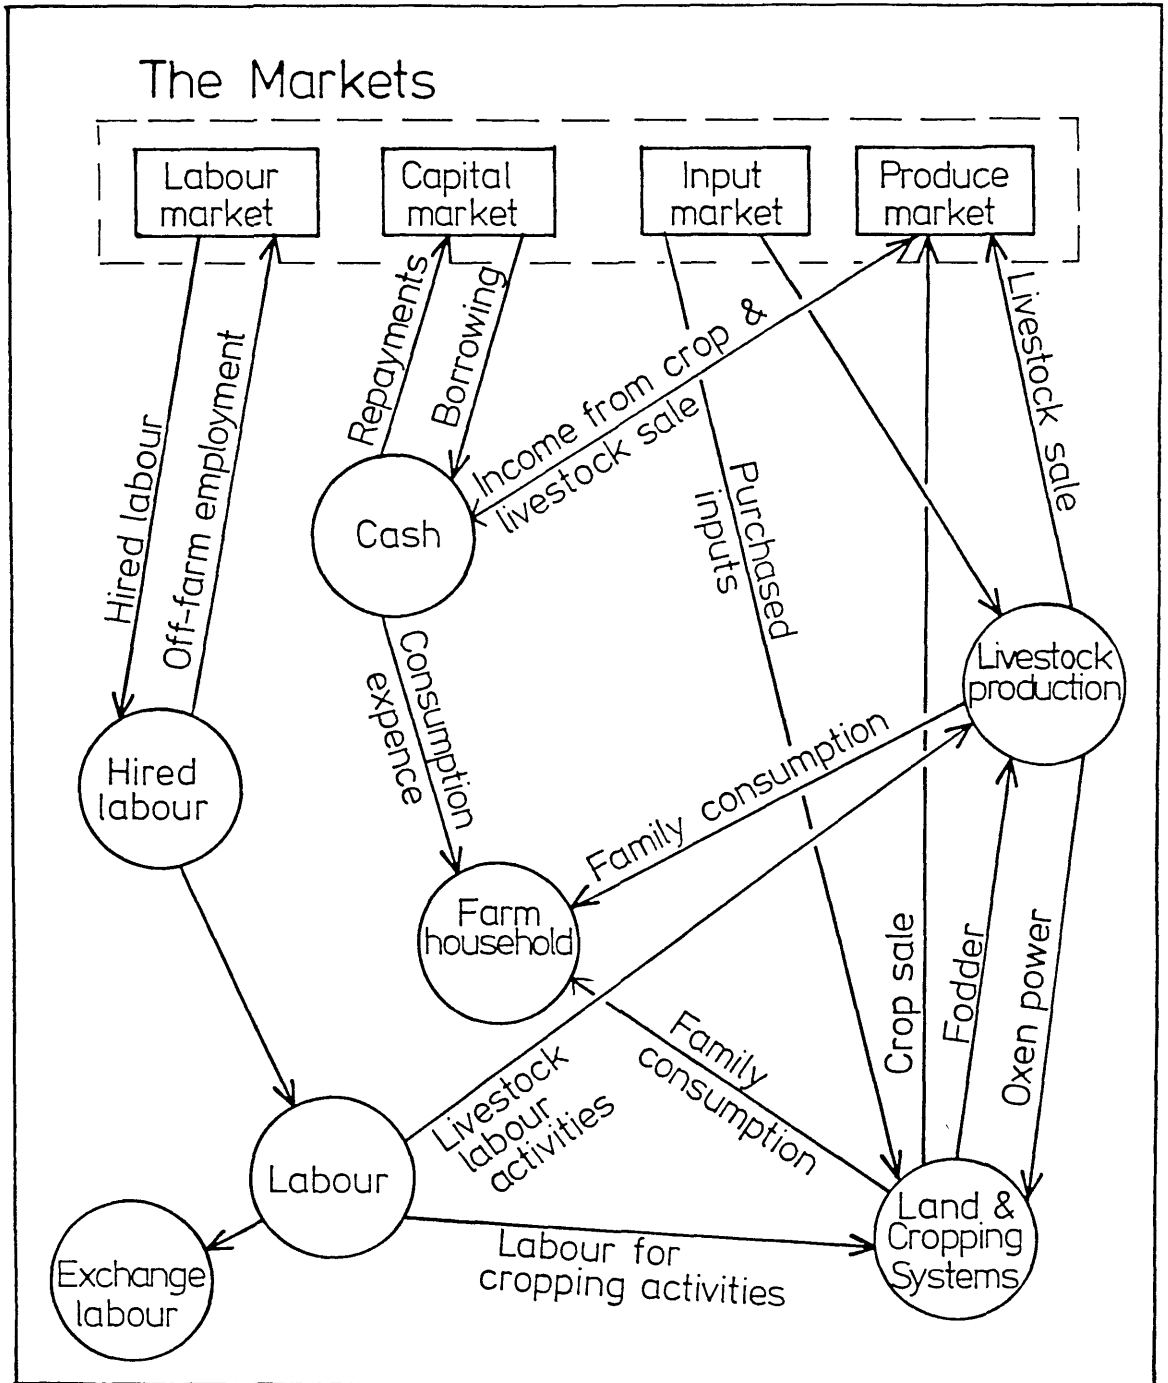 The Markets
Labour
market
Capital
market
Input
market
Produce
market
Hired labour
Off-farm employment
Repayments
Borrowing
Income from crop &
livestock sale
Purchased
inputs
Livestock sale
Cash
Consumption
expence
Livestock
production
Hired
labour
Family consumption
Farm
household
Crop sale
Fodder
Oxen power
Family
consumption
Livestock
labour
activities
Labour
Labour for
cropping activities
Land &
Cropping
Systems
Exchange
labour